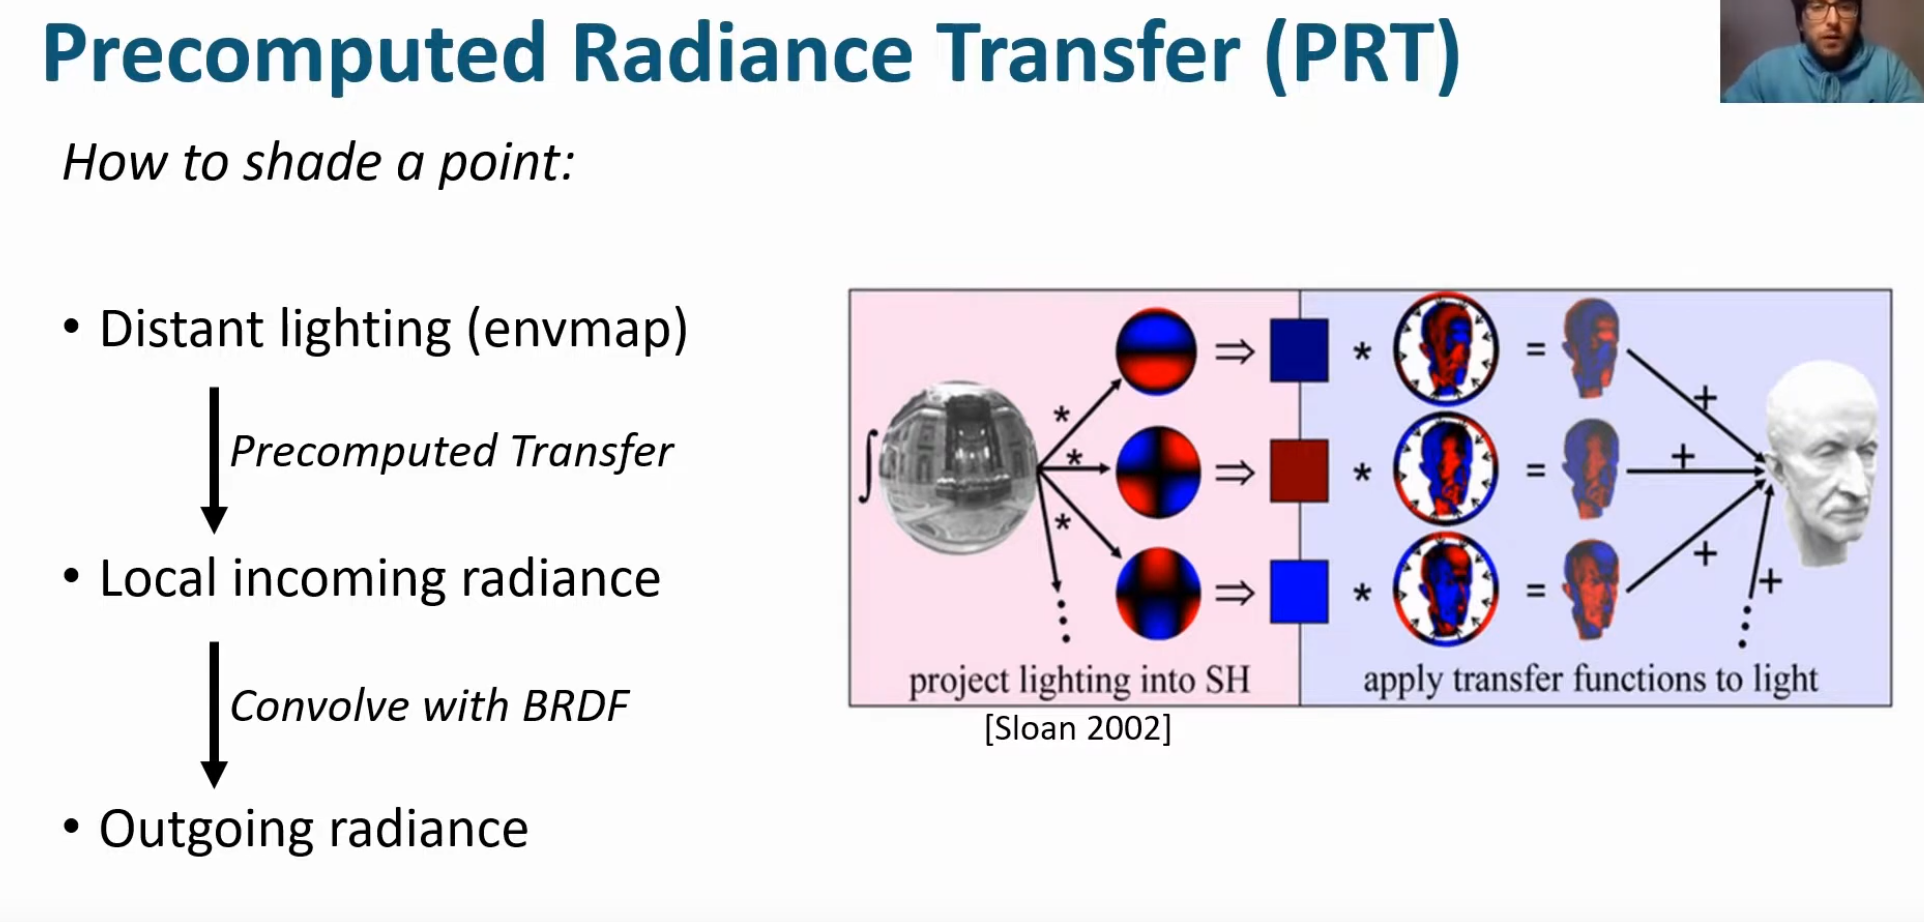 Precomputed Radiance Transfer (PRT)
How to shade a point:
• Distant lighting (envmap)
Precomputed Transfer
• Local incoming radiance
Convolve with BRDF
• Outgoing radiance
∫
* ⇒ * = +
* ⇒ * = +
* ⇒ * = +
+
project lighting into SH
apply transfer functions to light
[Sloan 2002]